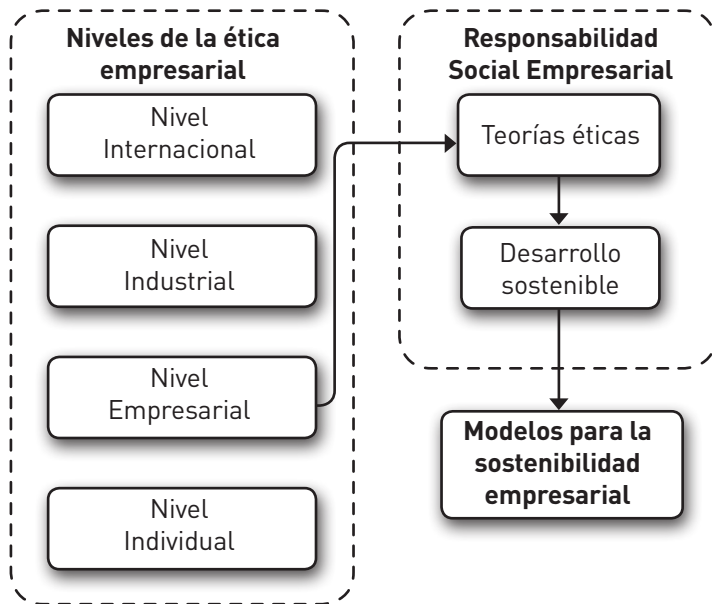 Niveles de la ética
empresarial
Nivel
Internacional
Nivel
Industrial
Nivel
Empresarial
Nivel
Individual
Responsabilidad
Social Empresarial
Teorías éticas
Desarrollo
sostenible
Modelos para la
sostenibilidad
empresarial